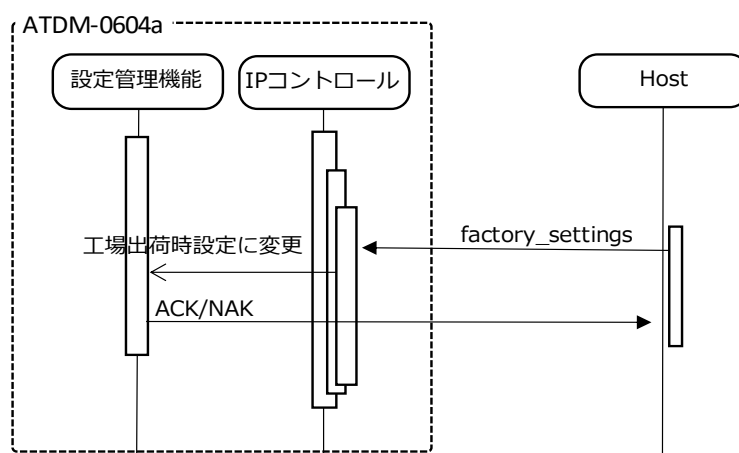 ATDM-0604a
設定管理機能
IPコントロール
Host
factory_settings
工場出荷時設定に変更
ACK/NAK